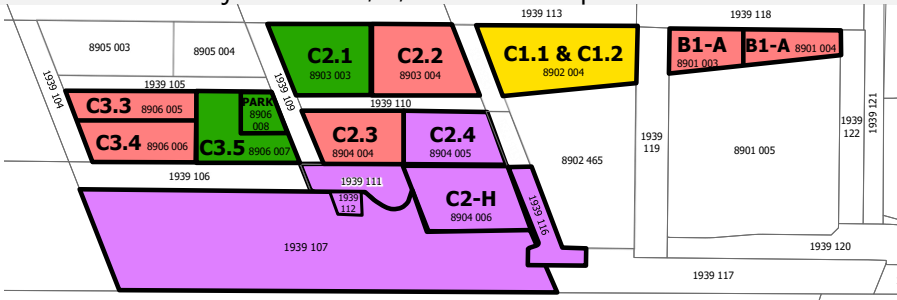 1939 113
1939 118
8905 003
8905 004
C2.1
8903 003
C2.2
8903 004
C1.1 & C1.2
8902 004
B1-A
8901 003
B1-A 8901 004
1939 104
1939 105
1939 109
1939 110
C3.3 8906 005
PARK
8906
008
C3.4 8906 006
C3.5 8906 007
C2.3
8904 004
C2.4
8904 005
1939
119
1939
122
1939 121
8902 465
8901 005
1939 106
1939 111
1939
112
C2-H
8904 006
1939 116
1939 107
1939 120
1939 117